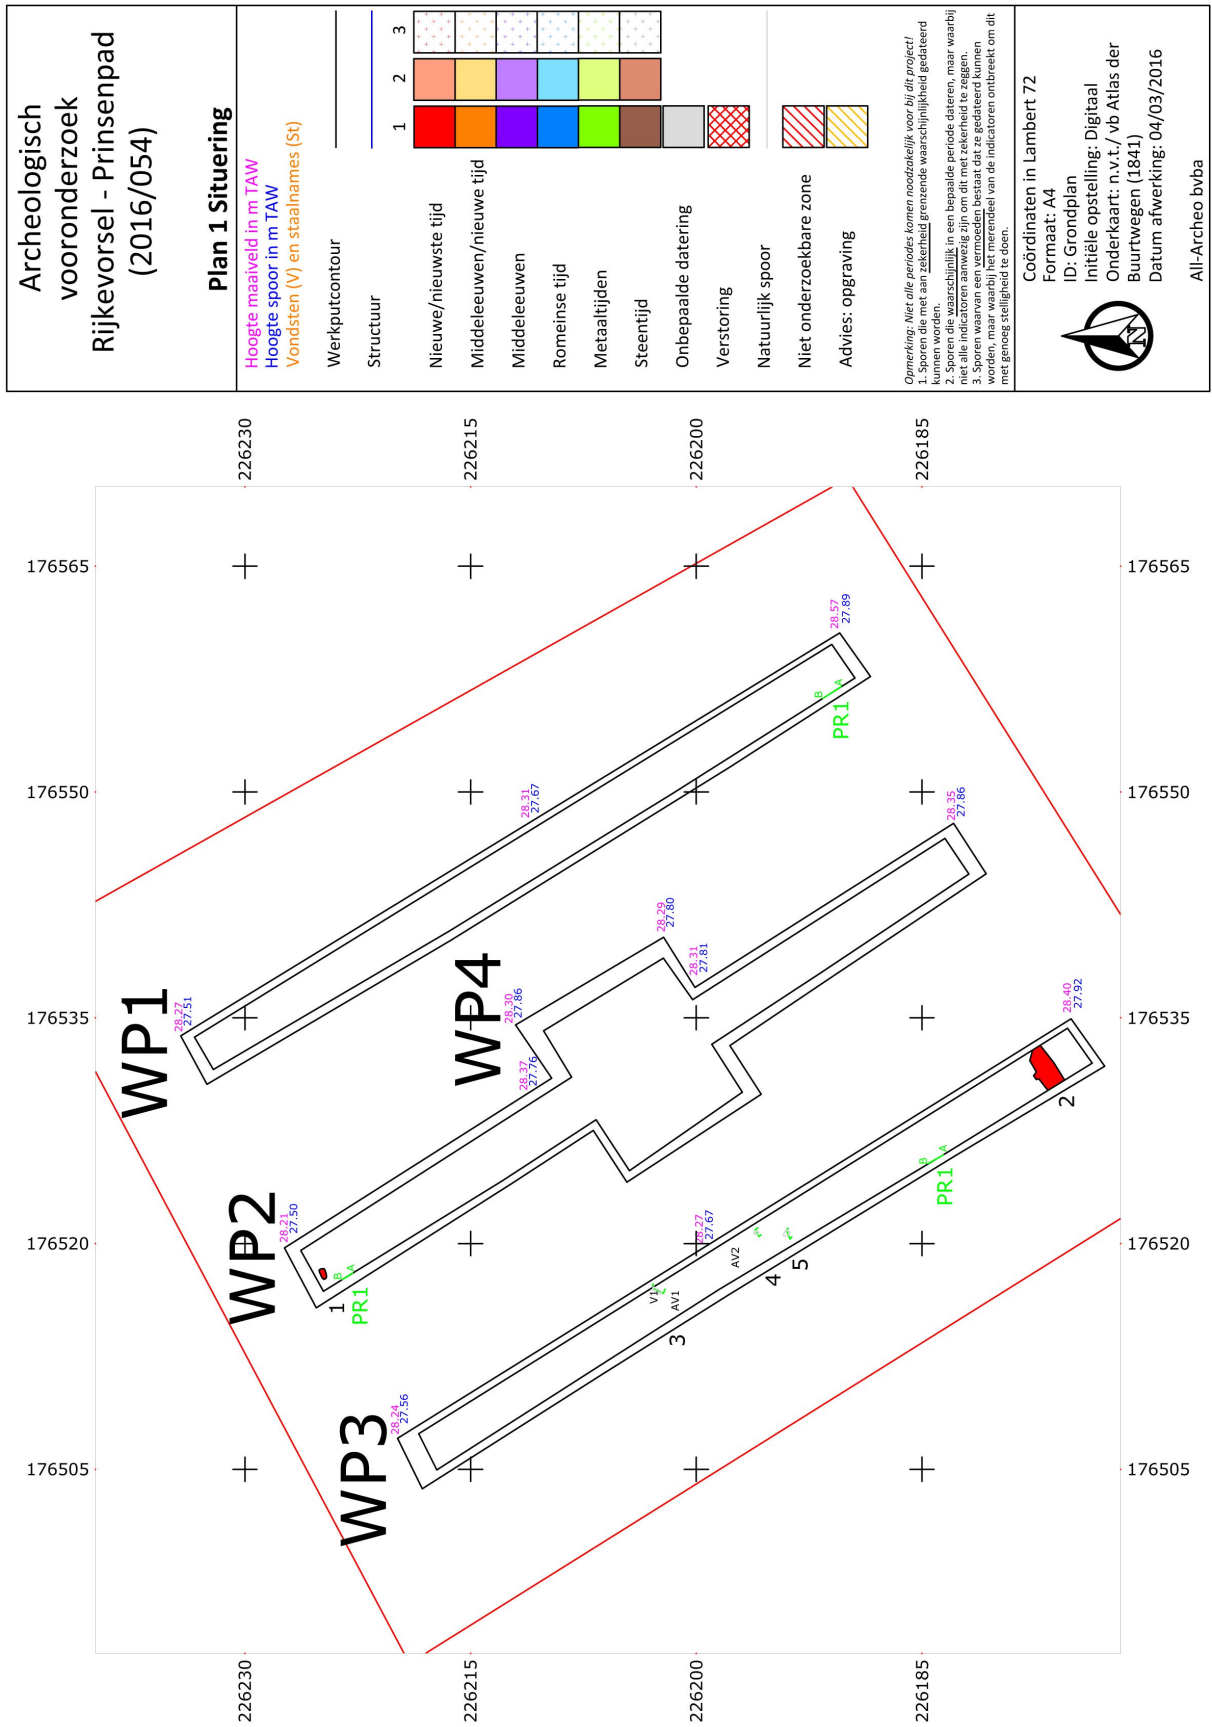 Archeologisch
vooronderzoek
Rijkevorsel - Prinsenpad
(2016/054)
Plan 1 Situering
Hoogte maaiveld in m TAW
Hoogte spoor in m TAW
Vondsten (V) en staalnames (St)
Werkputcontour
Structuur
1 2 3
Nieuwe/nieuwste tijd
Middeleeuwen/nieuwe tijd
Middeleeuwen
Romeinse tijd
Metaaltijden
Steentijd
Onbepaalde datering
Verstoring
Natuurlijk spoor
Niet onderzoekbare zone
Advies: opgraving
Opmerking: Niet alle periodes komen noodzakelijk voor bij dit project!
1. Sporen die met aan zekerheid grenzende waarschijnlijkheid gedateerd
kunnen worden.
2. Sporen die waarschijnlijk in een bepaalde periode dateren, maar waarbij
niet alle indicatoren aanwezig zijn om dit met zekerheid te zeggen.
3. Sporen waarvan een vermoeden bestaat dat ze gedateerd kunnen
worden, maar waarbij het merendeel van de indicatoren ontbreekt om dit
met genoeg stelligheid te doen.
Coördinaten in Lambert 72
Formaat: A4
ID: Grondplan
Initiële opstelling: Digitaal
Onderkaart: n.v.t./ vb Atlas der
Buurtwegen (1841)
Datum afwerking: 04/03/2016
All-Archeo bvba
N
226230
226215
226200
226185
176565
176565
176550
176550
176535
176535
176520
176520
176505
176505
226230
226215
226200
226185
WP1
28.27
27.51
28.31
27.67
28.57
27.89
B
A
PR1
WP2
28.21
27.50
1
B
A
PR1
WP4
28.37
27.76
28.30
27.86
28.29
27.80
28.31
27.81
28.35
27.86
WP3
28.24
27.56
28.27
27.67
28.40
27.92
V1
AV1
AV2
3
4
5
B
A
PR1
2